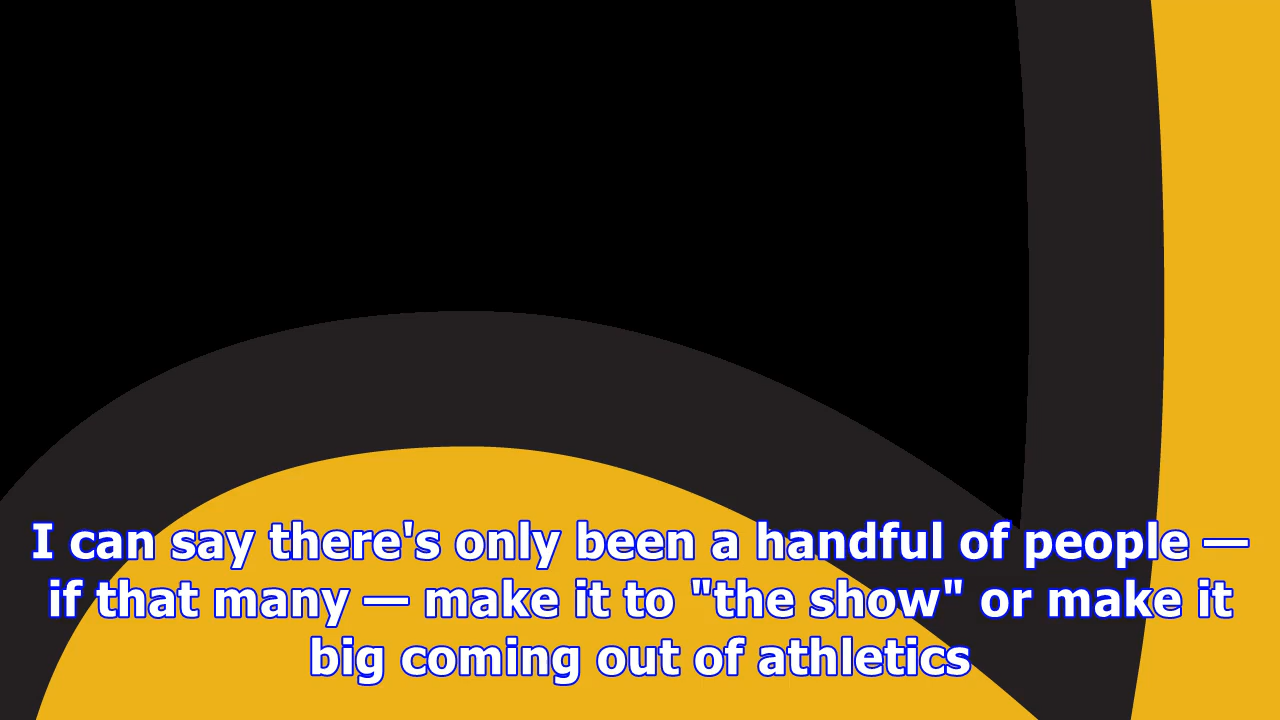 I can say there's only been a handful of people —
if that many — make it to "the show" or make it
big coming out of athletics